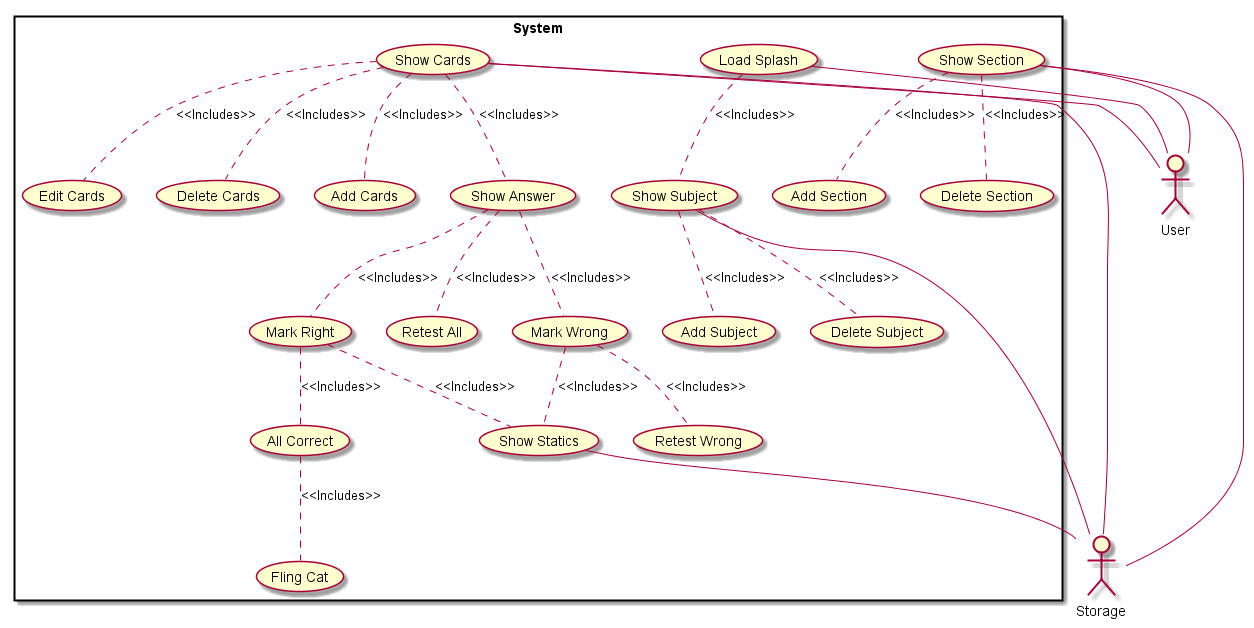 System
Show Cards
Load Splash
Show Section
<<Includes>>
<<Includes>>
<<Includes>>
<<Includes>>
<<Includes>>
<<Includes>>
<<Includes>>
Edit Cards
Delete Cards
Add Cards
Show Answer
Show Subject
Add Section
Delete Section
User
<<Includes>>
<<Includes>>
<<Includes>>
<<Includes>>
<<Includes>>
Mark Right
Retest All
Mark Wrong
Add Subject
Delete Subject
<<Includes>>
<<Includes>>
<<Includes>>
<<Includes>>
All Correct
Show Statics
Retest Wrong
<<Includes>>
Fling Cat
Storage